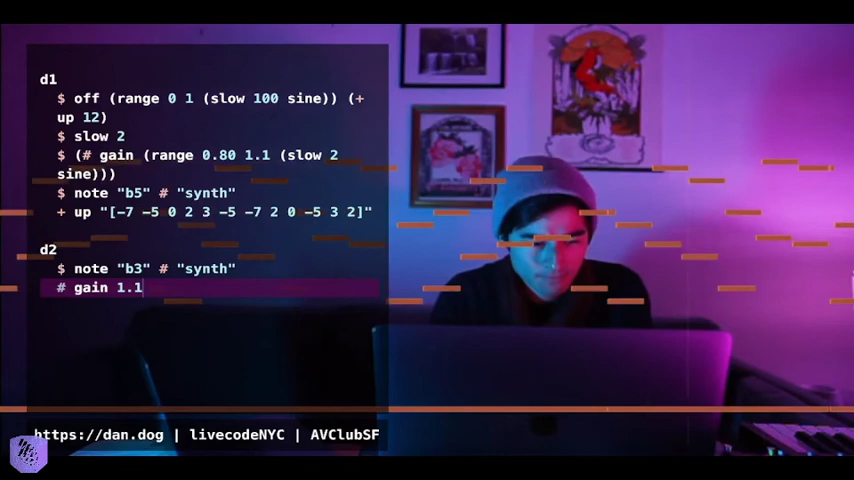 d1
$ off (range 0 1 (slow 100 sine)) (+
up 12)
$ slow 2
$ (# gain (range 0.80 1.1 (slow 2
sine)))
$ note "b5" # "synth"
+ up "[-7 -5 0 2 3 -5 -7 2 0 -5 3 2]"
d2
$ note "b3" # "synth"
# gain 1.1
https://dan.dog | livecodeNYC | AVClubSF